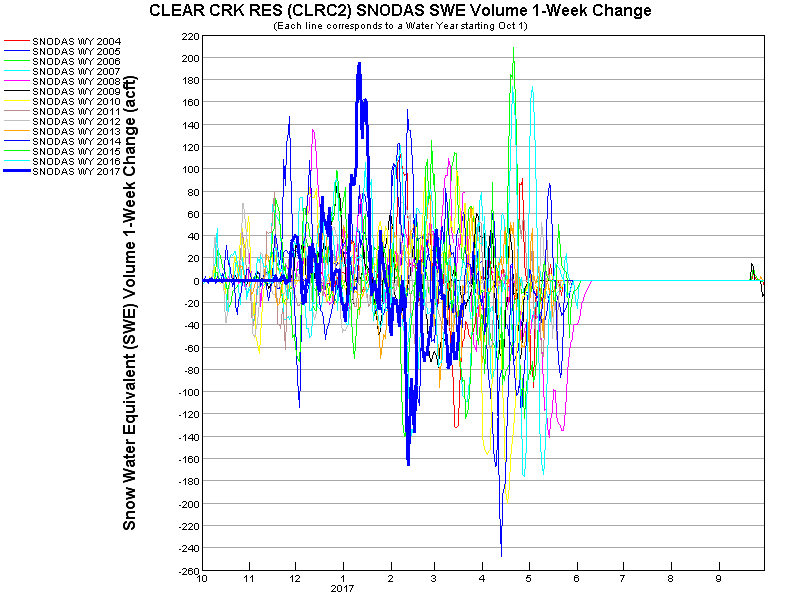 CLEAR CRK RES (CLRC2) SNODAS SWE Volume 1-Week Change
(Each line corresponds to a Water Year starting Oct 1)
SNODAS WY 2004
SNODAS WY 2005
SNODAS WY 2006
SNODAS WY 2007
SNODAS WY 2008
SNODAS WY 2009
SNODAS WY 2010
SNODAS WY 2011
SNODAS WY 2012
SNODAS WY 2013
SNODAS WY 2014
SNODAS WY 2015
SNODAS WY 2016
SNODAS WY 2017
Snow Water Equivalent (SWE) Volume 1-Week Change (acft)
220
200
180
160
140
120
100
80
60
40
20
0
-20
-40
-60
-80
-100
-120
-140
-160
-180
-200
-220
-240
-260
10 11 12 1 2 3 4 5 6 7 8 9
2017